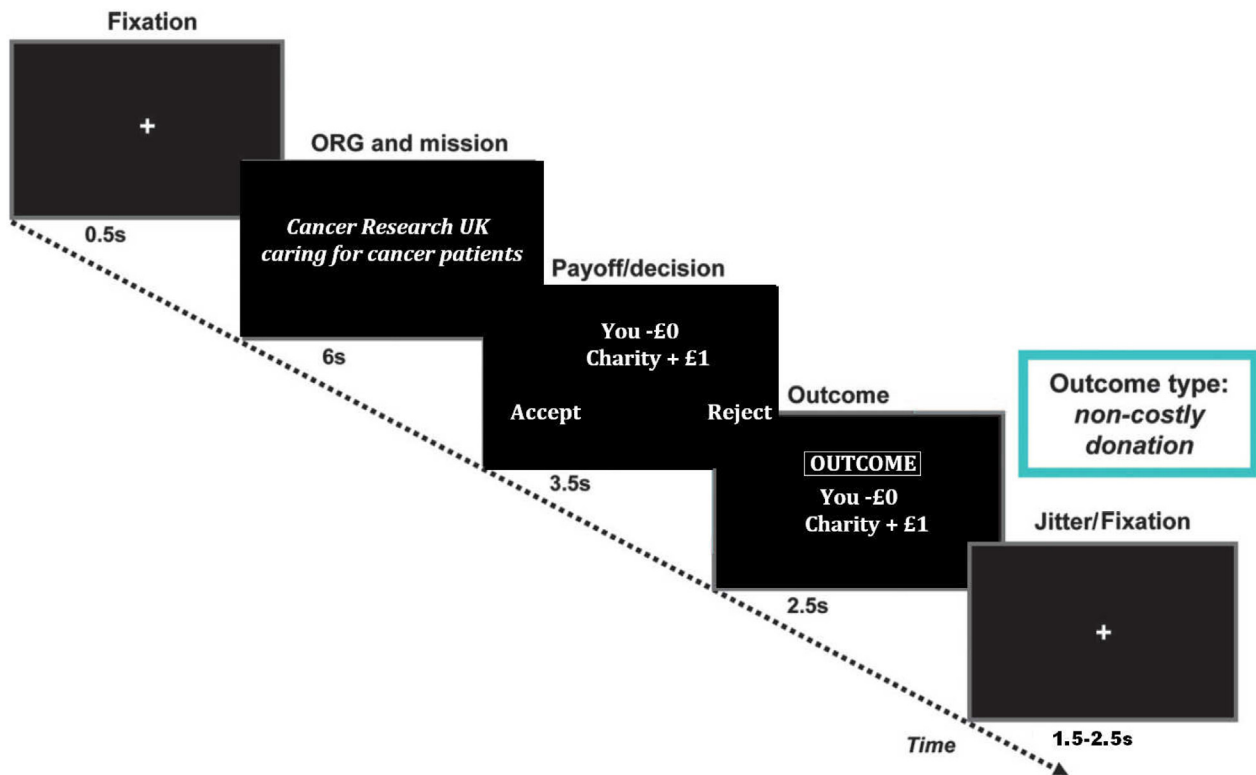 Fixation
+
0.5s
ORG and mission
Cancer Research UK
caring for cancer patients
6s
Payoff/decision
You -£0
Charity + £1
Accept Reject
3.5s
Outcome
OUTCOME
You -£0
Charity + £1
2.5s
Outcome type:
non-costly
donation
Jitter/Fixation
+
1.5-2.5s
Time